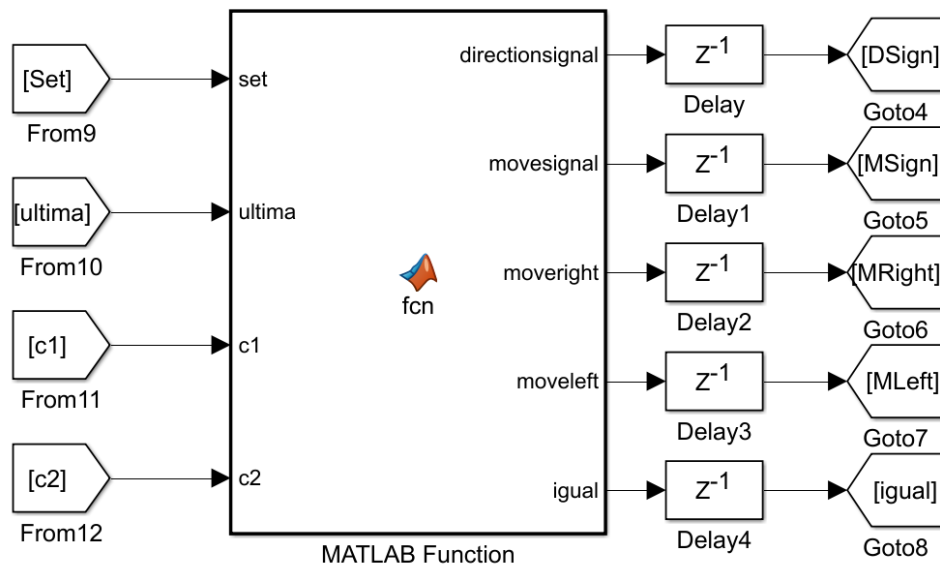 [Set]
From9
[ultima]
From10
[c1]
From11
[c2]
From12
set
ultima
c1
c2
fcn
directionsignal
movesignal
moveright
moveleft
igual
MATLAB Function
Z-1
Delay
Z-1
Delay1
Z-1
Delay2
Z-1
Delay3
Z-1
Delay4
[DSign]
Goto4
[MSign]
Goto5
[MRight]
Goto6
[MLeft]
Goto7
[igual]
Goto8